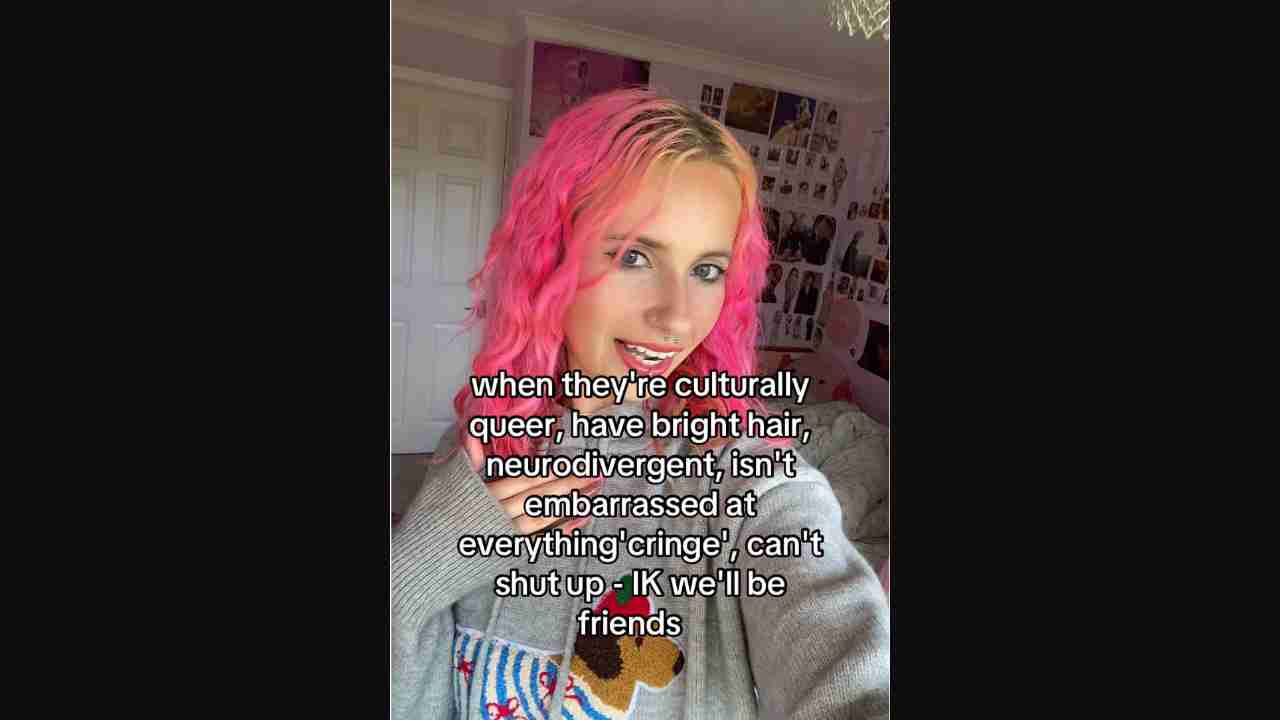 when they're culturally
queer, have bright hair,
neurodivergent, isn't
embarrassed at
everything'cringe', can't
shut up - IK we'll be
friends